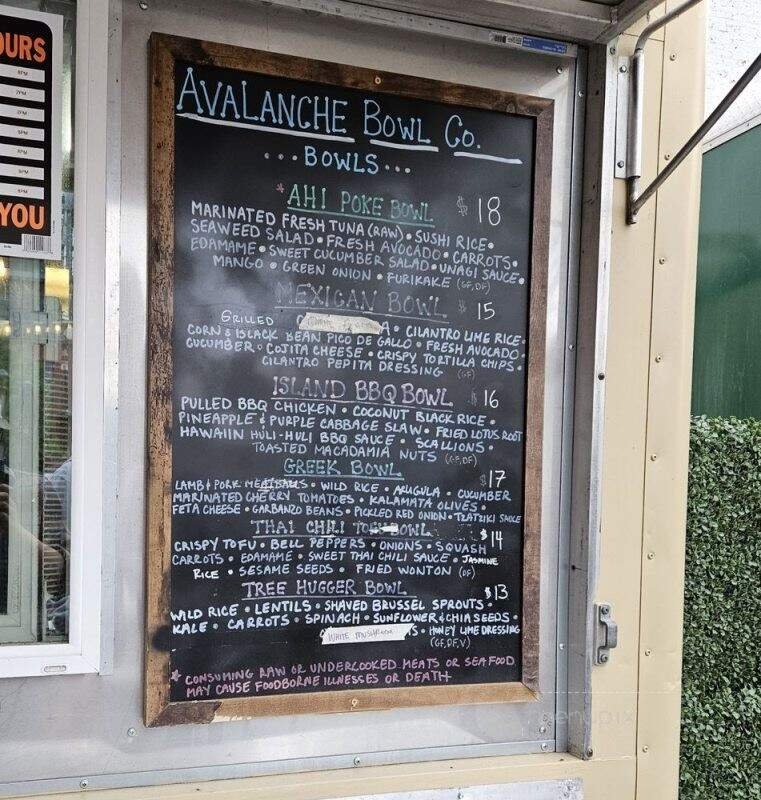 OURS
8PM
YOU
AVALANCHE BOWL CO.
... BOWLS ...
* AHI POKE BOWL $18
MARINATED FRESH TUNA (RAW) • SUSHI RICE •
SEAWEED SALAD • FRESH AVOCADO • CARROTS •
EDAMAME • SWEET CUCUMBER SALAD • UNAGI SAUCE •
MANGO • GREEN ONION • FURIKAKE (GF, DF)
MEXICAN BOWL $15
GRILLED A • CILANTRO LIME RICE •
CORN & BLACK BEAN PICO DE GALLO • FRESH AVOCADO •
CUCUMBER • COJITA CHEESE • CRISPY TORTILLA CHIPS •
CILANTRO PEPITA DRESSING (GF)
ISLAND BBQ BOWL $16
PULLED BBQ CHICKEN • COCONUT BLACK RICE •
PINEAPPLE & PURPLE CABBAGE SLAW • FRIED LOTUS ROOT
HAWAIIN HULI-HULI BBQ SAUCE • SCALLIONS •
TOASTED MACADAMIA NUTS (GF, DF)
GREEK BOWL $17
LAMB & PORK MEATBALLS • WILD RICE • ARUGULA • CUCUMBER
MARINATED CHERRY TOMATOES • KALAMATA OLIVES •
FETA CHEESE • GARBANZO BEANS • PICKLED RED ONION • TZATZIKI SAUCE
THAI CHILI BOWL $14
CRISPY TOFU • BELL PEPPERS • ONIONS • SQUASH
CARROTS • EDAMAME • SWEET THAI CHILI SAUCE • JASMINE
RICE • SESAME SEEDS • FRIED WONTON (DF)
TREE HUGGER BOWL $13
WILD RICE • LENTILS • SHAVED BRUSSEL SPROUTS •
KALE • CARROTS • SPINACH • SUNFLOWER & CHIA SEEDS •
WHITE MUSHROOM S • HONEY LIME DRESSING
(GF, DF, V)
* CONSUMING RAW OR UNDERCOOKED MEATS OR SEAFOOD
MAY CAUSE FOODBORNE ILLNESSES OR DEATH
menupix